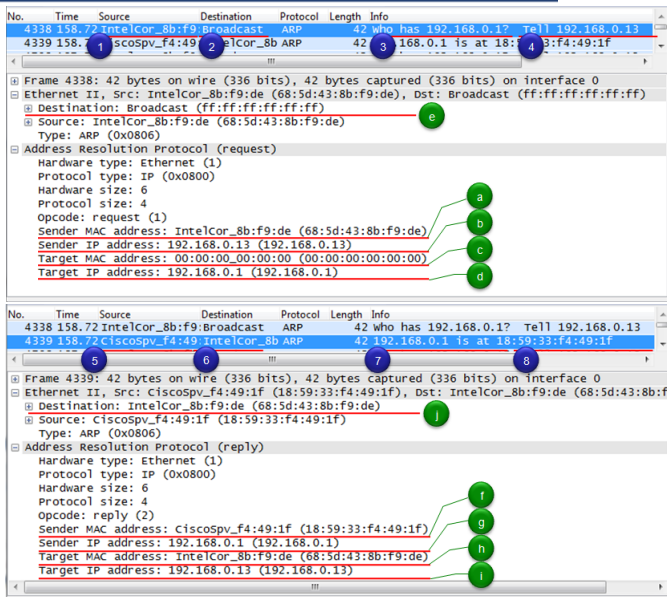 No. Time Source Destination Protocol Length Info
4338 158.72 IntelCor_8b:f9: Broadcast ARP 42 Who has 192.168.0.1? Tell 192.168.0.13
4339 158. 1 iscoSpv_f4:49 2 Cor_8b ARP 42 3 .168.0.1 is at 18: 4 33:f4:49:1f
Frame 4338: 42 bytes on wire (336 bits), 42 bytes captured (336 bits) on interface 0
Ethernet II, Src: IntelCor_8b:f9:de (68:5d:43:8b:f9:de), Dst: Broadcast (ff:ff:ff:ff:ff:ff)
Destination: Broadcast (ff:ff:ff:ff:ff:ff)
e
Source: IntelCor_8b:f9:de (68:5d:43:8b:f9:de)
Type: ARP (0x0806)
Address Resolution Protocol (request)
Hardware type: Ethernet (1)
Protocol type: IP (0x0800)
Hardware size: 6
Protocol size: 4
a
Opcode: request (1)
b
Sender MAC address: IntelCor_8b:f9:de (68:5d:43:8b:f9:de)
Sender IP address: 192.168.0.13 (192.168.0.13)
c
Target MAC address: 00:00:00_00:00:00 (00:00:00:00:00:00)
Target IP address: 192.168.0.1 (192.168.0.1)
d
No. Time Source Destination Protocol Length Info
4338 158.72 IntelCor_8b:f9: Broadcast ARP 42 Who has 192.168.0.1? Tell 192.168.0.13
4339 158.72 CiscoSpv_f4:49: IntelCor_8b ARP 42 192.168.0.1 is at 18:59:33:f4:49:1f
5 6 7 8
Frame 4339: 42 bytes on wire (336 bits), 42 bytes captured (336 bits) on interface 0
Ethernet II, Src: CiscoSpv_f4:49:1f (18:59:33:f4:49:1f), Dst: IntelCor_8b:f9:de (68:5d:43:8b:f
Destination: IntelCor_8b:f9:de (68:5d:43:8b:f9:de)
j
Source: CiscoSpv_f4:49:1f (18:59:33:f4:49:1f)
Type: ARP (0x0806)
Address Resolution Protocol (reply)
Hardware type: Ethernet (1)
Protocol type: IP (0x0800)
Hardware size: 6
f
Protocol size: 4
Opcode: reply (2)
g
Sender MAC address: CiscoSpv_f4:49:1f (18:59:33:f4:49:1f)
Sender IP address: 192.168.0.1 (192.168.0.1)
h
Target MAC address: IntelCor_8b:f9:de (68:5d:43:8b:f9:de)
Target IP address: 192.168.0.13 (192.168.0.13)
i